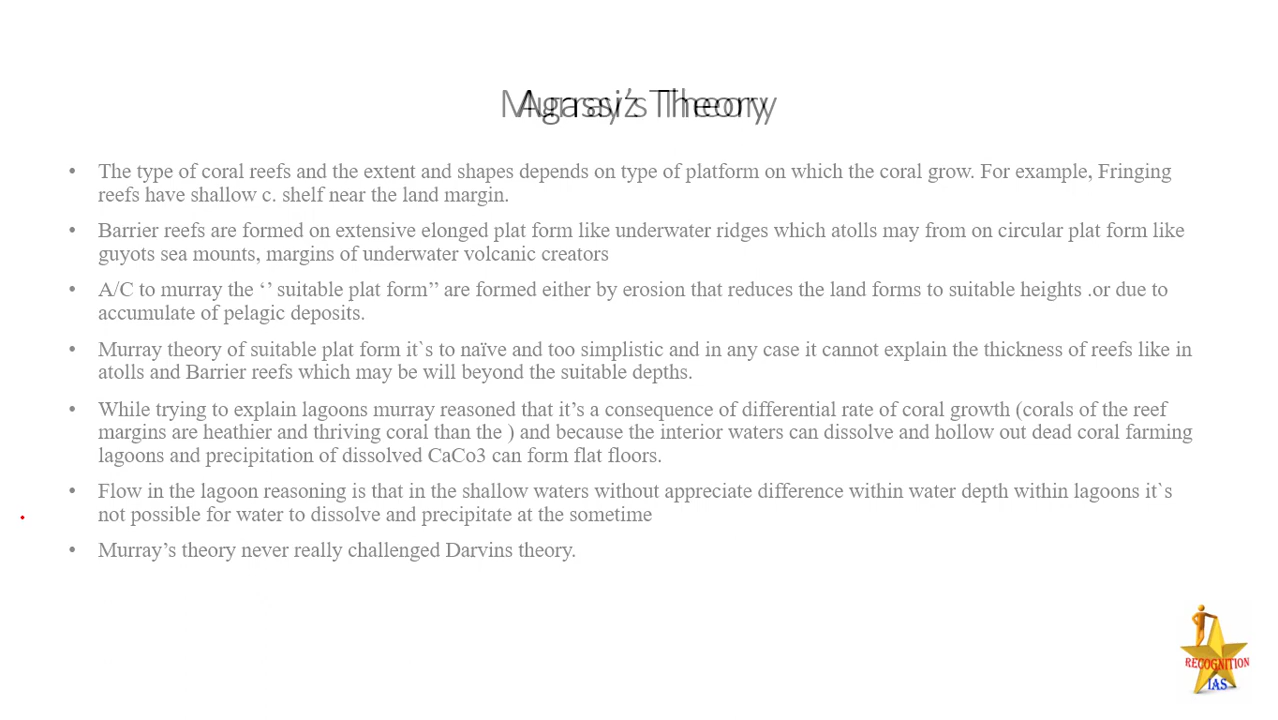 Murray's Theory
Agassiz Theory
• The type of coral reefs and the extent and shapes depends on type of platform on which the coral grow. For example, Fringing
reefs have shallow c. shelf near the land margin.
• Barrier reefs are formed on extensive elonged plat form like underwater ridges which atolls may from on circular plat form like
guyots sea mounts, margins of underwater volcanic creators
• A/C to murray the ‘’ suitable plat form” are formed either by erosion that reduces the land forms to suitable heights .or due to
accumulate of pelagic deposits.
• Murray theory of suitable plat form it`s to naïve and too simplistic and in any case it cannot explain the thickness of reefs like in
atolls and Barrier reefs which may be will beyond the suitable depths.
• While trying to explain lagoons murray reasoned that it’s a consequence of differential rate of coral growth (corals of the reef
margins are heathier and thriving coral than the ) and because the interior waters can dissolve and hollow out dead coral farming
lagoons and precipitation of dissolved CaCo3 can form flat floors.
• Flow in the lagoon reasoning is that in the shallow waters without appreciate difference within water depth within lagoons it`s
not possible for water to dissolve and precipitate at the sometime
• Murray’s theory never really challenged Darvins theory.
RECOGNITION
IAS